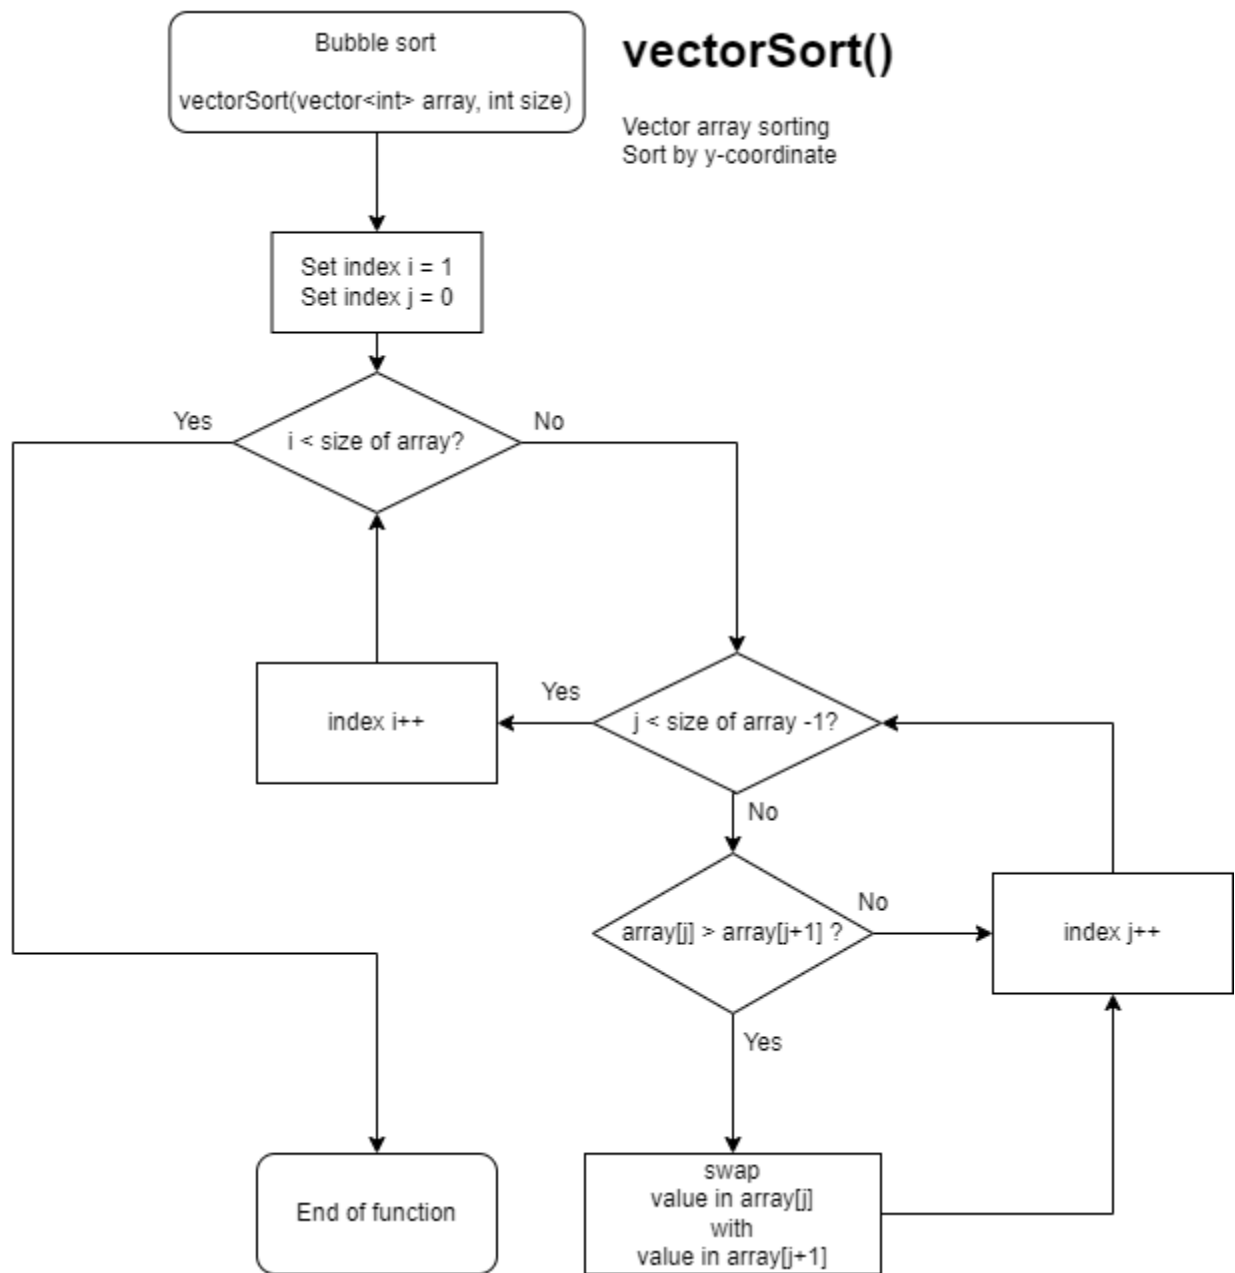 Bubble sort
vectorSort(vector<int> array, int size)
vectorSort()
Vector array sorting
Sort by y-coordinate
Set index i = 1
Set index j = 0
Yes
i < size of array?
No
index i++
Yes
j < size of array -1?
No
array[j] > array[j+1] ?
No
index j++
Yes
swap
value in array[j]
with
value in array[j+1]
End of function